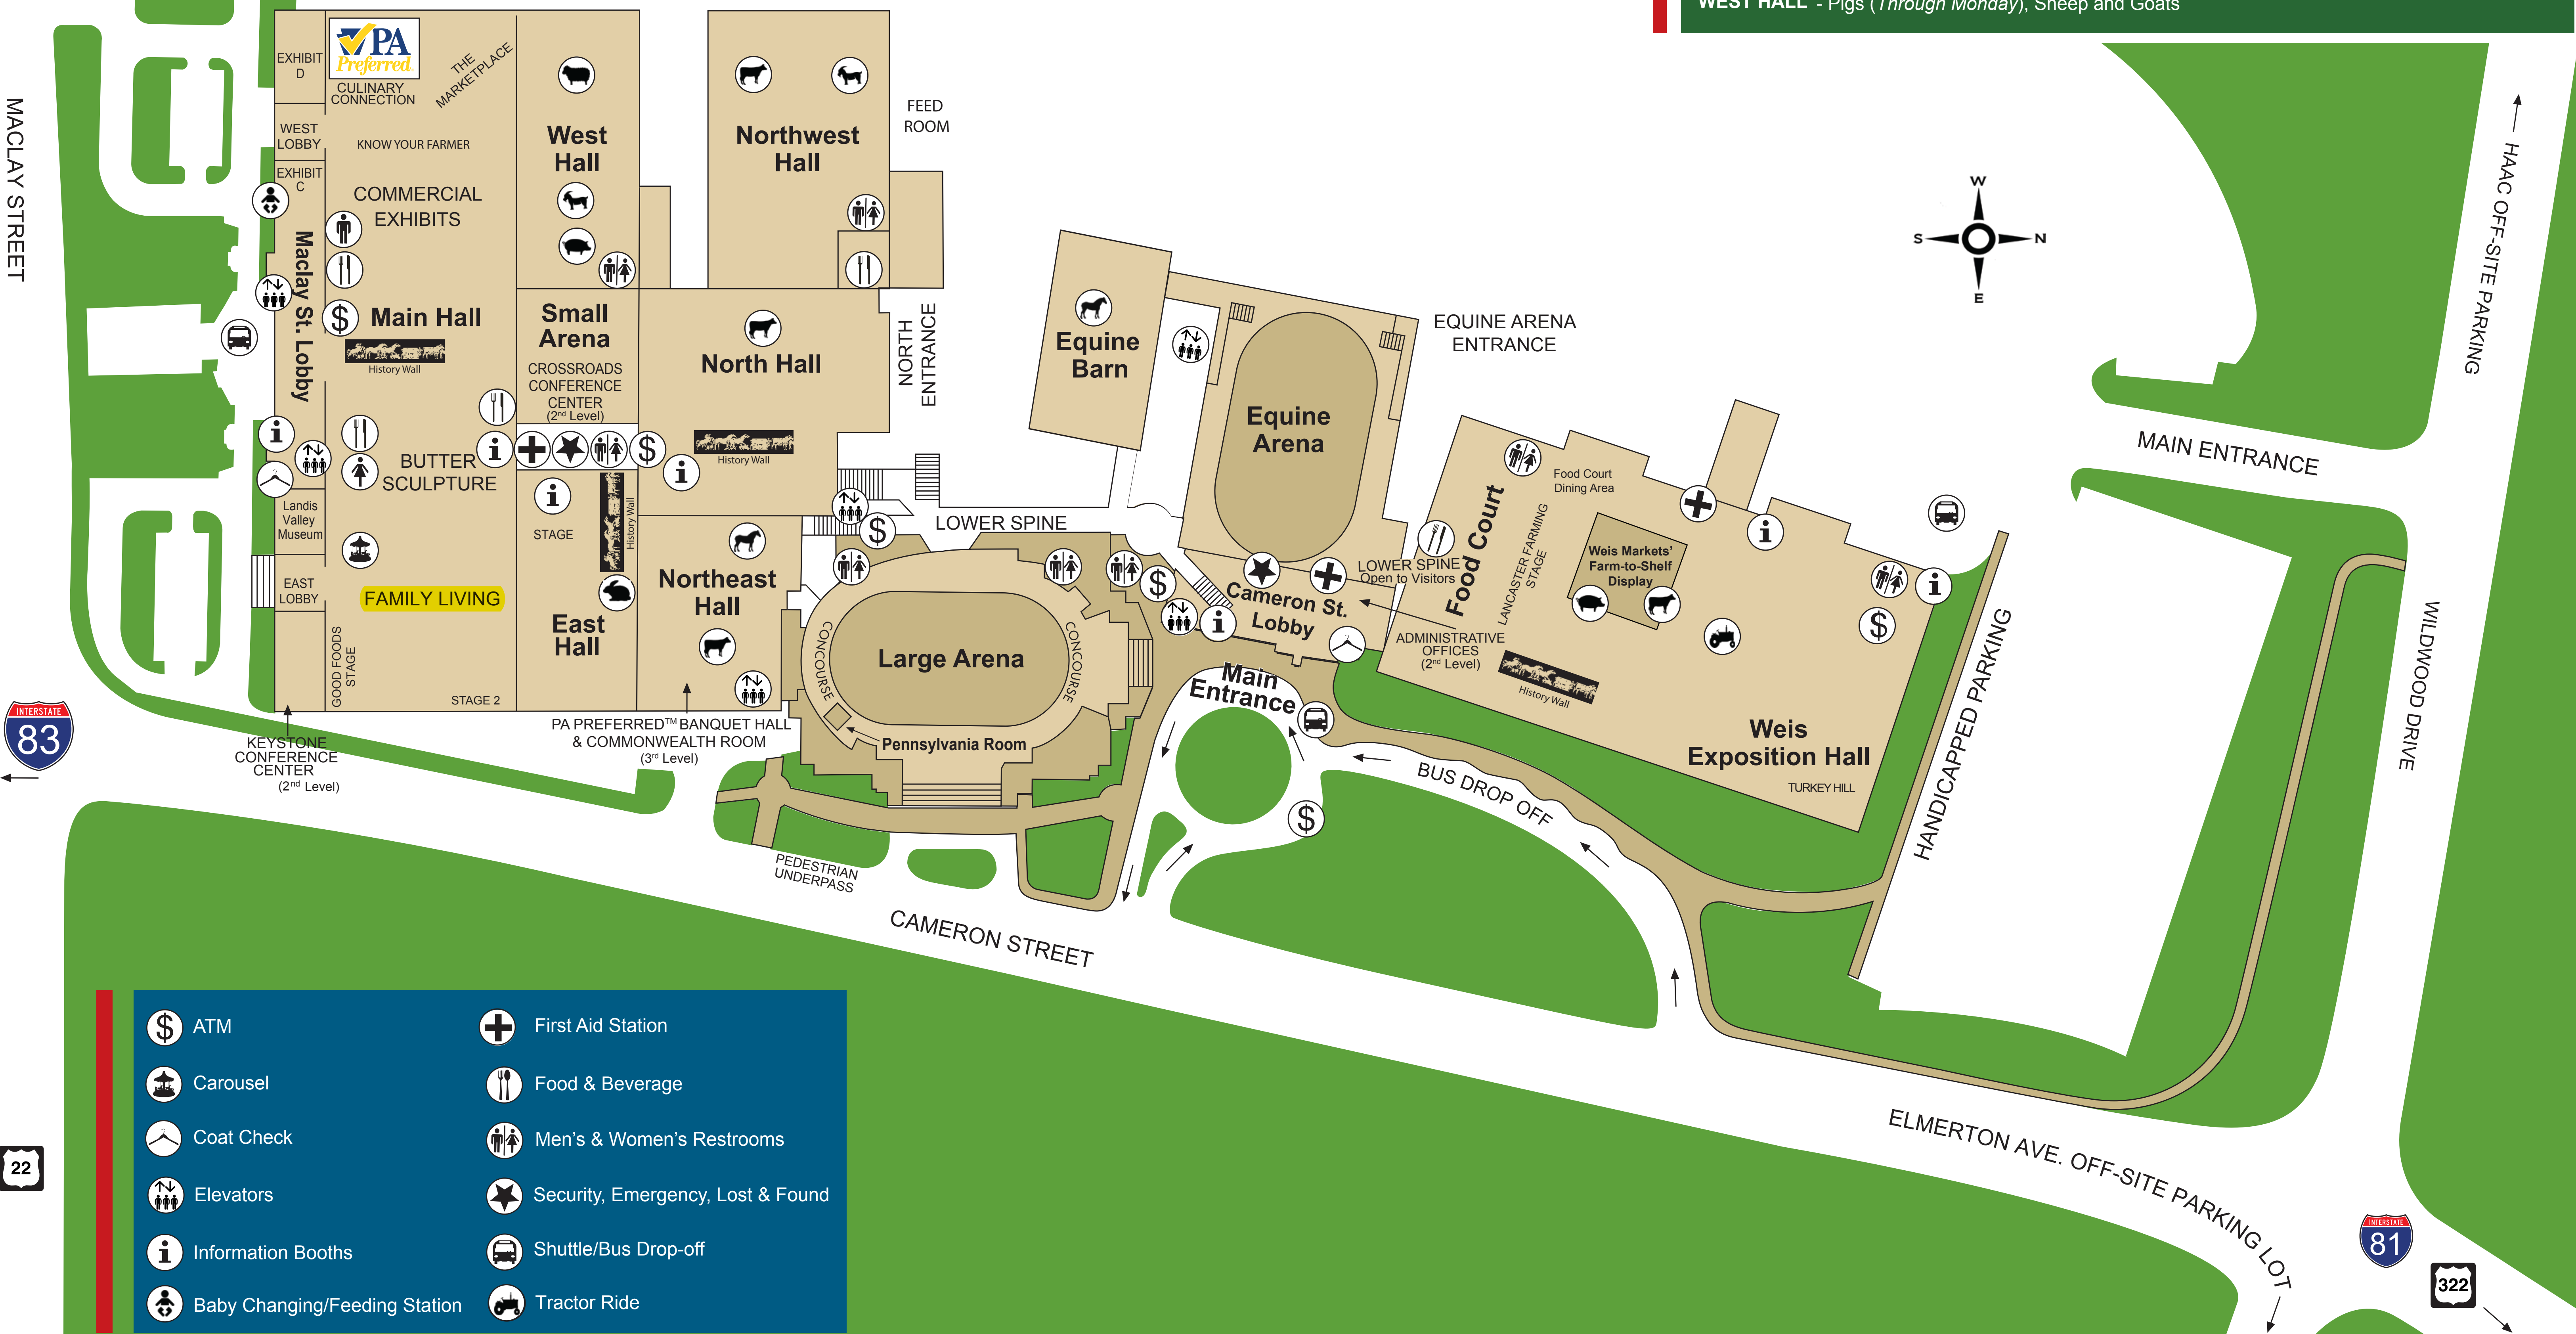 WEST HALL - Pigs (Through Monday), Sheep and Goats
MACLAY STREET
EXHIBIT
D
PA
Preferred
CULINARY
CONNECTION
THE
MARKETPLACE
WEST
LOBBY
KNOW YOUR FARMER
EXHIBIT
C
COMMERCIAL
EXHIBITS
Maclay St. Lobby
$
Main Hall
History Wall
i
BUTTER
SCULPTURE
Landis
Valley
Museum
EAST
LOBBY
FAMILY LIVING
GOOD FOODS
STAGE
STAGE 2
KEYSTONE
CONFERENCE
CENTER
(2nd Level)
West
Hall
Small
Arena
CROSSROADS
CONFERENCE
CENTER
(2nd Level)
i
$
i
STAGE
History Wall
East
Hall
Northwest
Hall
FEED
ROOM
North Hall
NORTH
ENTRANCE
History Wall
i
Northeast
Hall
PA PREFERRED™ BANQUET HALL
& COMMONWEALTH ROOM
(3rd Level)
$
LOWER SPINE
Large Arena
CONCOURSE
CONCOURSE
Pennsylvania Room
PEDESTRIAN
UNDERPASS
Equine
Barn
Equine
Arena
EQUINE ARENA
ENTRANCE
$
i
Cameron St.
Lobby
LOWER SPINE
Open to Visitors
ADMINISTRATIVE
OFFICES
(2nd Level)
Main
Entrance
$
BUS DROP OFF
Food Court
Food Court
Dining Area
LANCASTER FARMING
STAGE
Weis Markets’
Farm-to-Shelf
Display
i
i
$
History Wall
Weis
Exposition Hall
TURKEY HILL
HANDICAPPED PARKING
W
S
N
E
HAAC OFF-SITE PARKING
MAIN ENTRANCE
WILDWOOD DRIVE
CAMERON STREET
ELMERTON AVE. OFF-SITE PARKING LOT
INTERSTATE
83
22
INTERSTATE
81
322
$ ATM
Carousel
Coat Check
Elevators
i Information Booths
Baby Changing/Feeding Station
First Aid Station
Food & Beverage
Men’s & Women’s Restrooms
Security, Emergency, Lost & Found
Shuttle/Bus Drop-off
Tractor Ride